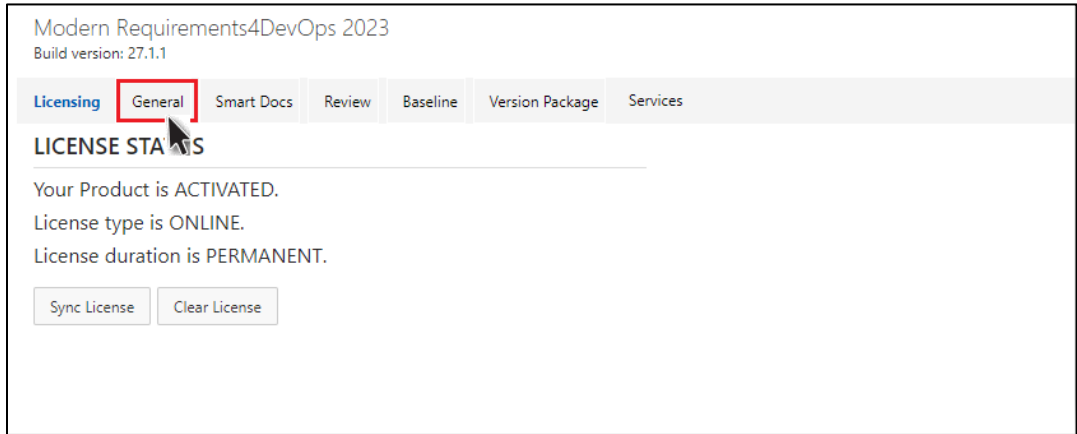 Modern Requirements4DevOps 2023
Build version: 27.1.1
Licensing General Smart Docs Review Baseline Version Package Services
LICENSE STATUS
Your Product is ACTIVATED.
License type is ONLINE.
License duration is PERMANENT.
Sync License Clear License